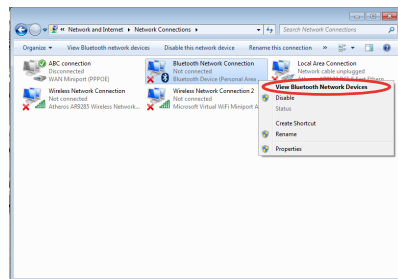 « Network and Internet ▸ Network Connections ▸
Search Network Connections
Organize ▾ View Bluetooth network devices Disable this network device Rename this connection »
ABC connection
Disconnected
WAN Miniport (PPPOE)
Bluetooth Network Connection
Not connected
Bluetooth Device (Personal Area
Local Area Connection
Network cable unplugged
Wireless Network Connection
Not connected
Atheros AR9285 Wireless Network...
Wireless Network Connection 2
Not connected
Microsoft Virtual WiFi Miniport A
View Bluetooth Network Devices
Disable
Status
Create Shortcut
Rename
Properties